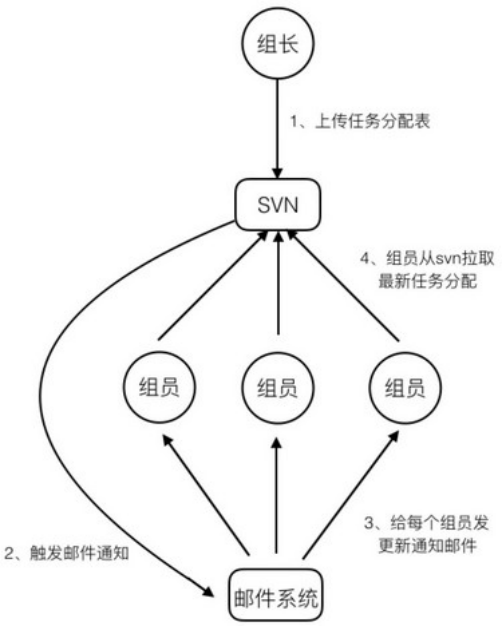 组长
1、上传任务分配表
SVN
4、组员从svn拉取
最新任务分配
组员
组员
组员
3、给每个组员发
更新通知邮件
2、触发邮件通知
邮件系统